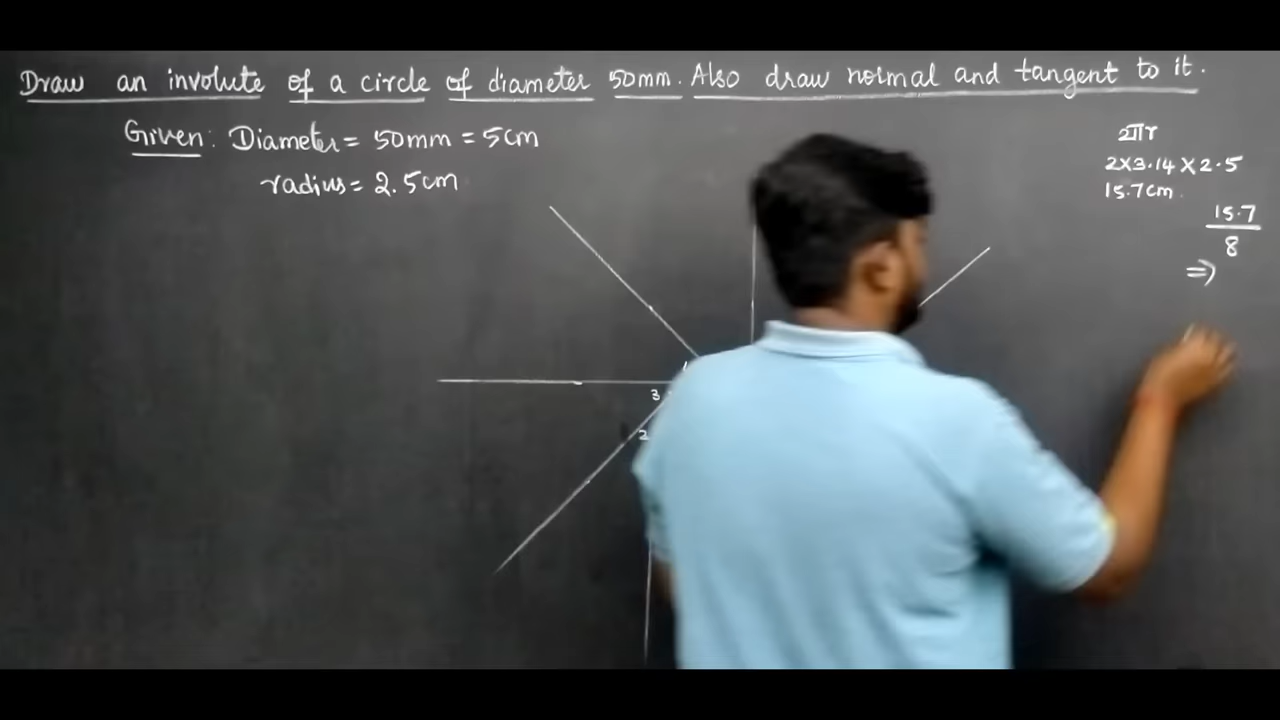 Draw an involute of a circle of diameter 50mm. Also draw normal and tangent to it.
Given: Diameter = 50mm = 5cm
radius = 2.5cm
2πr
2×3.14×2.5
15.7cm.
15.7
8
⇒
3
2